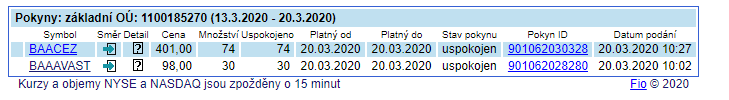 Pokyny: základní OÚ: 1100185270 (13.3.2020 - 20.3.2020)
Symbol Směr Detail Cena Množství Uspokojeno Platný od Platný do Stav pokynu Pokyn ID Datum podání
BAACEZ ? 401,00 74 74 20.03.2020 20.03.2020 uspokojen 901062030328 20.03.2020 10:27
BAAAVAST ? 98,00 30 30 20.03.2020 20.03.2020 uspokojen 901062028280 20.03.2020 10:02
Kurzy a objemy NYSE a NASDAQ jsou zpožděny o 15 minut Fio © 2020